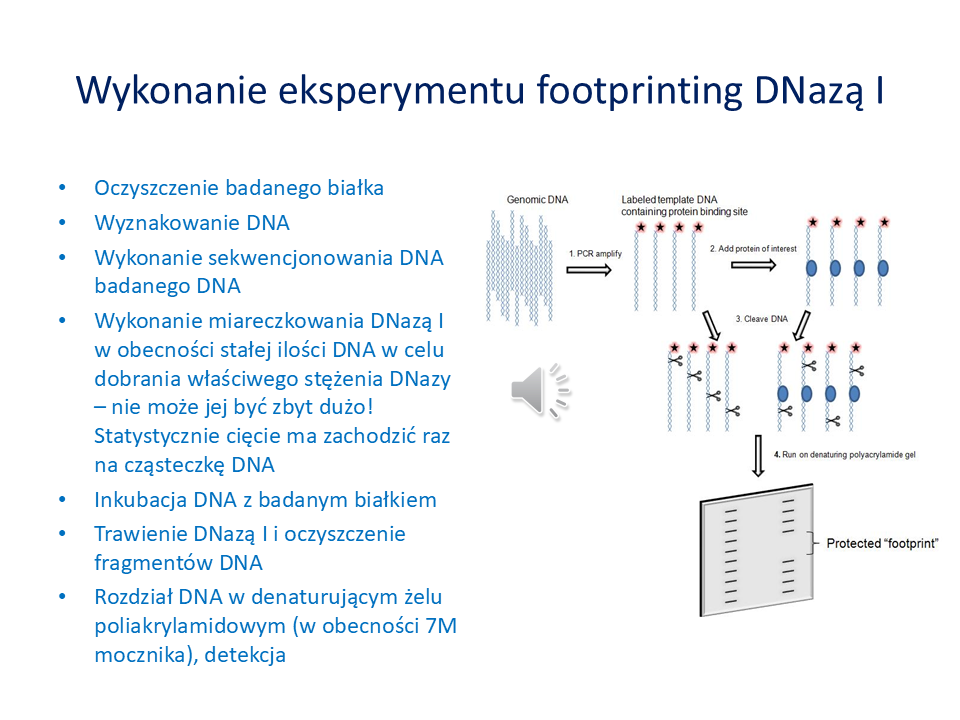 Wykonanie eksperymentu footprinting DNazą I
• Oczyszczenie badanego białka
• Wyznakowanie DNA
• Wykonanie sekwencjonowania DNA
badanego DNA
• Wykonanie miareczkowania DNazą I
w obecności stałej ilości DNA w celu
dobrania właściwego stężenia DNazy
– nie może jej być zbyt dużo!
Statystycznie cięcie ma zachodzić raz
na cząsteczkę DNA
• Inkubacja DNA z badanym białkiem
• Trawienie DNazą I i oczyszczenie
fragmentów DNA
• Rozdział DNA w denaturującym żelu
poliakrylamidowym (w obecności 7M
mocznika), detekcja
Genomic DNA
Labeled template DNA
containing protein binding site
1. PCR amplify
2. Add protein of interest
3. Cleave DNA
4. Run on denaturing polyacrylamide gel
Protected “footprint”